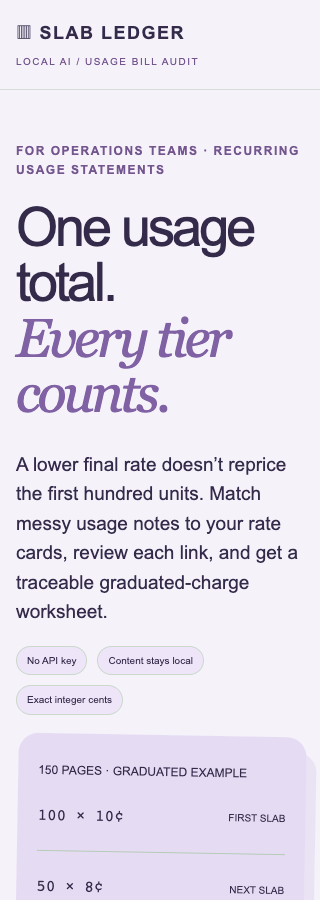 ▥ SLAB LEDGER
LOCAL AI / USAGE BILL AUDIT
FOR OPERATIONS TEAMS · RECURRING
USAGE STATEMENTS
One usage
total.
Every tier
counts.
A lower final rate doesn’t reprice
the first hundred units. Match
messy usage notes to your rate
cards, review each link, and get a
traceable graduated-charge
worksheet.
No API key
Content stays local
Exact integer cents
150 PAGES · GRADUATED EXAMPLE
100 × 10¢ FIRST SLAB
50 × 8¢ NEXT SLAB